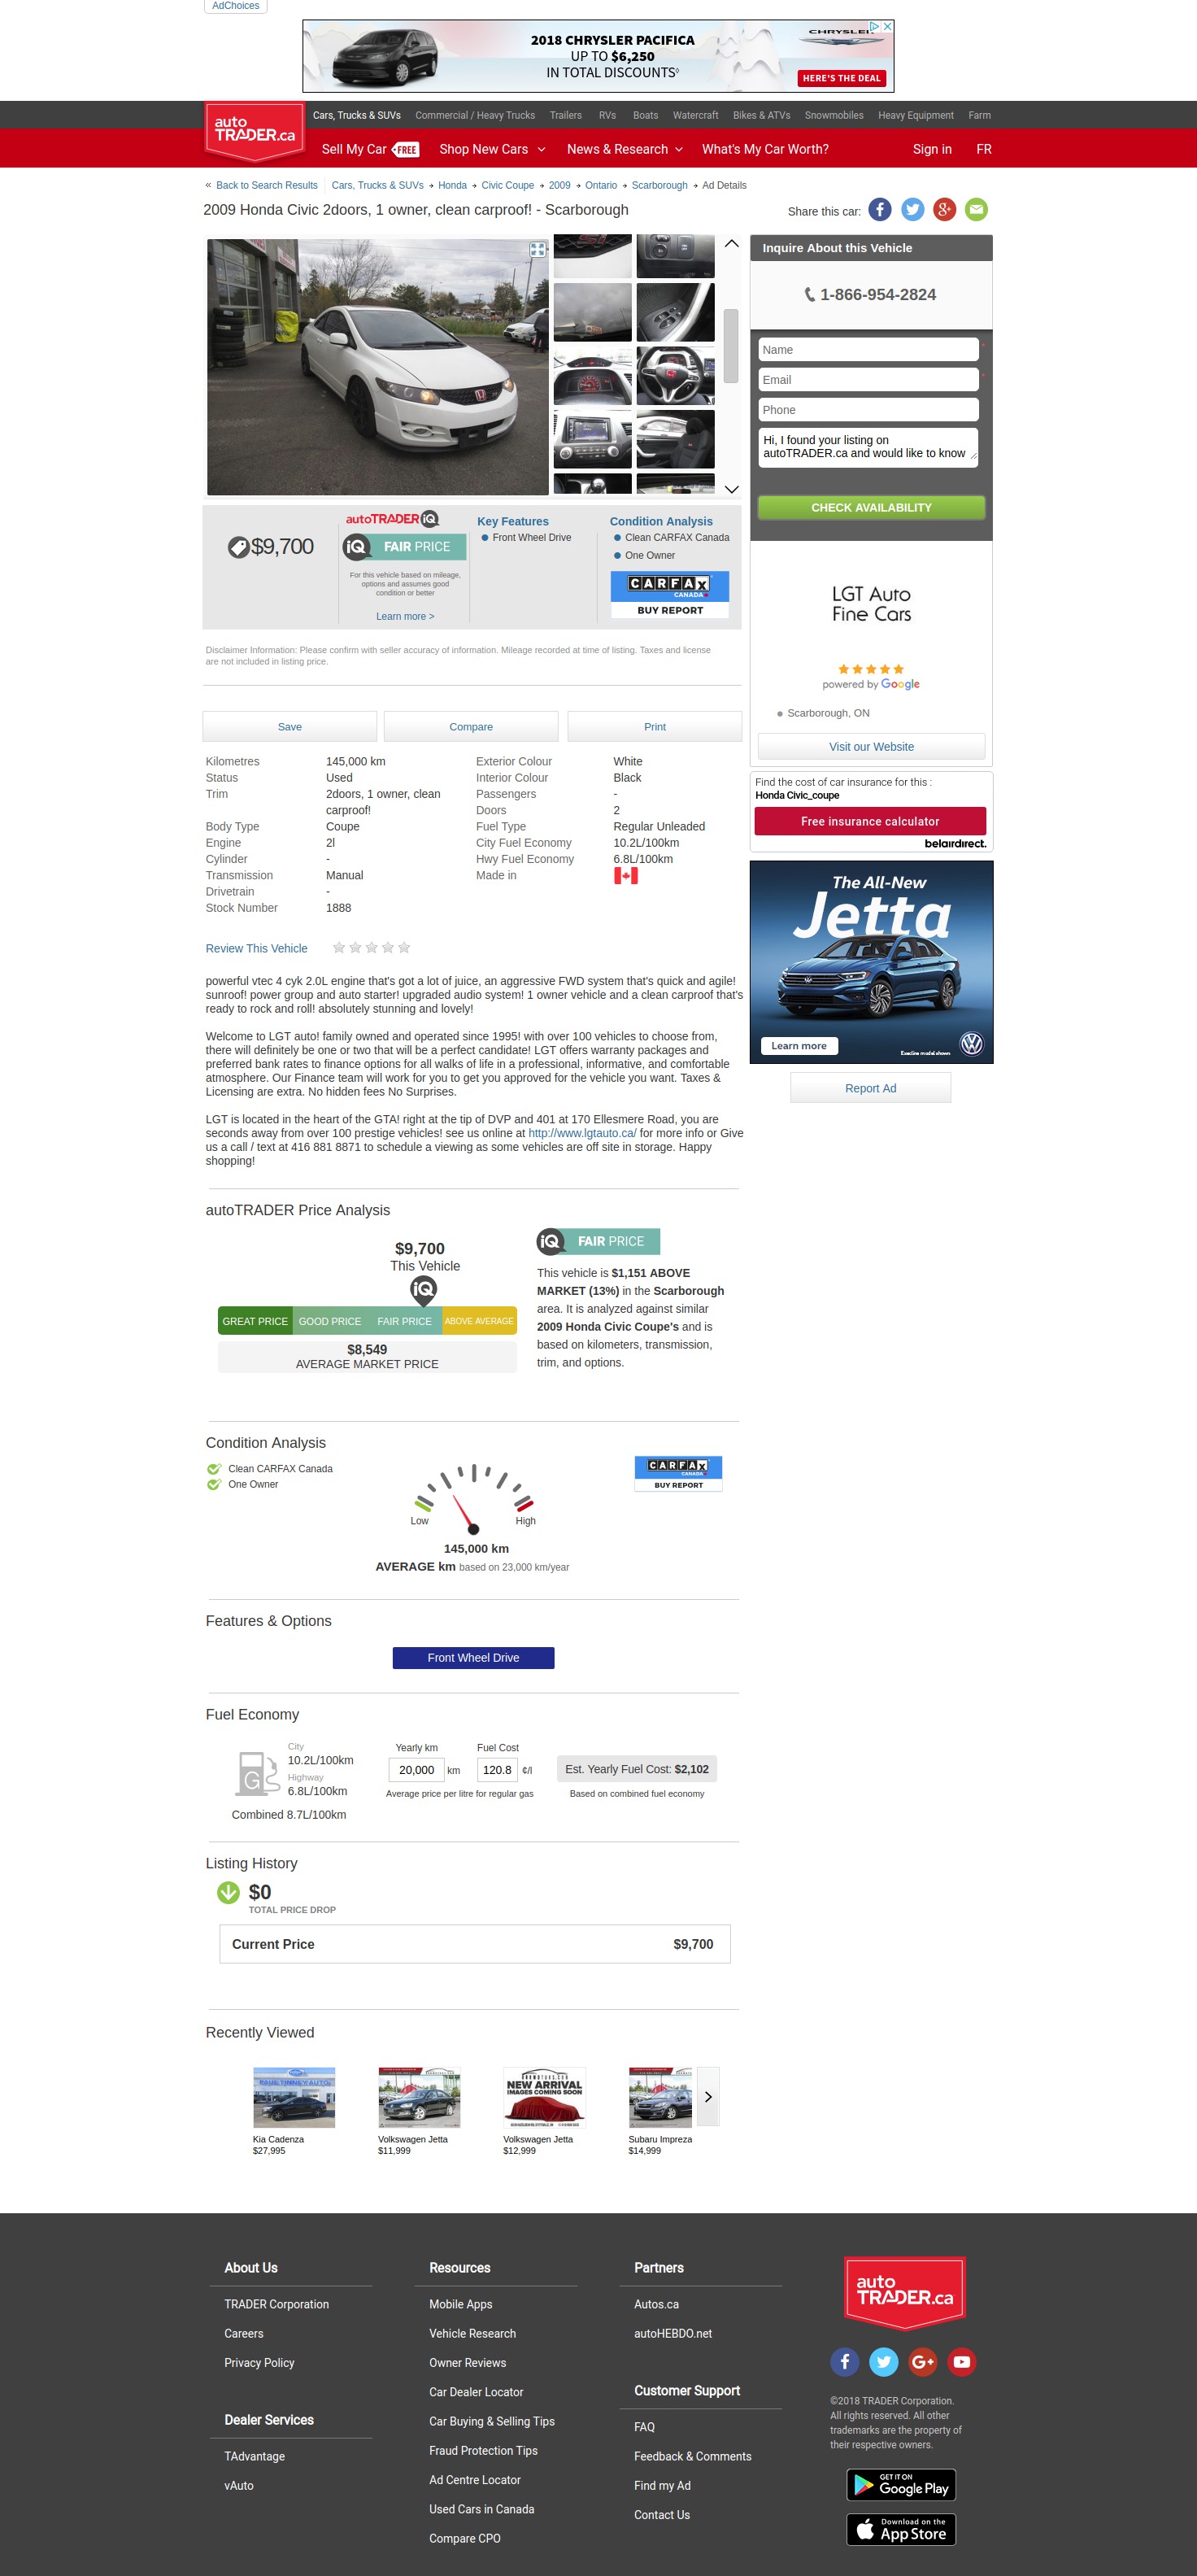 AdChoices
2018 CHRYSLER PACIFICA
UP TO $6,250
IN TOTAL DISCOUNTS◊
CHRYSLER
HERE'S THE DEAL
auto
TRADER.ca
Cars, Trucks & SUVs Commercial / Heavy Trucks Trailers RVs Boats Watercraft Bikes & ATVs Snowmobiles Heavy Equipment Farm
Sell My Car FREE Shop New Cars News & Research What's My Car Worth? Sign in FR
« Back to Search Results Cars, Trucks & SUVs → Honda → Civic Coupe → 2009 → Ontario → Scarborough → Ad Details
2009 Honda Civic 2doors, 1 owner, clean carproof! - Scarborough
Share this car:
Inquire About this Vehicle
1-866-954-2824
Name *
Email *
Phone
Hi, I found your listing on
autoTRADER.ca and would like to know
CHECK AVAILABILITY
LGT Auto
Fine Cars
powered by Google
Scarborough, ON
Visit our Website
Find the cost of car insurance for this :
Honda Civic_coupe
Free insurance calculator
belairdirect.
The All-New
Jetta
Learn more
Execline model shown
Report Ad
$9,700
autoTRADER iQ
iQ FAIR PRICE
For this vehicle based on mileage,
options and assumes good
condition or better
Learn more >
Key Features
Front Wheel Drive
Condition Analysis
Clean CARFAX Canada
One Owner
CARFAX
CANADA
BUY REPORT
Disclaimer Information: Please confirm with seller accuracy of information. Mileage recorded at time of listing. Taxes and license
are not included in listing price.
Save Compare Print
Kilometres 145,000 km Exterior Colour White
Status Used Interior Colour Black
Trim 2doors, 1 owner, clean Passengers -
carproof! Doors 2
Body Type Coupe Fuel Type Regular Unleaded
Engine 2l City Fuel Economy 10.2L/100km
Cylinder - Hwy Fuel Economy 6.8L/100km
Transmission Manual Made in
Drivetrain -
Stock Number 1888
Review This Vehicle
powerful vtec 4 cyk 2.0L engine that's got a lot of juice, an aggressive FWD system that's quick and agile!
sunroof! power group and auto starter! upgraded audio system! 1 owner vehicle and a clean carproof that's
ready to rock and roll! absolutely stunning and lovely!
Welcome to LGT auto! family owned and operated since 1995! with over 100 vehicles to choose from,
there will definitely be one or two that will be a perfect candidate! LGT offers warranty packages and
preferred bank rates to finance options for all walks of life in a professional, informative, and comfortable
atmosphere. Our Finance team will work for you to get you approved for the vehicle you want. Taxes &
Licensing are extra. No hidden fees No Surprises.
LGT is located in the heart of the GTA! right at the tip of DVP and 401 at 170 Ellesmere Road, you are
seconds away from over 100 prestige vehicles! see us online at http://www.lgtauto.ca/ for more info or Give
us a call / text at 416 881 8871 to schedule a viewing as some vehicles are off site in storage. Happy
shopping!
autoTRADER Price Analysis
$9,700
This Vehicle
iQ
GREAT PRICE GOOD PRICE FAIR PRICE ABOVE AVERAGE
$8,549
AVERAGE MARKET PRICE
iQ FAIR PRICE
This vehicle is $1,151 ABOVE
MARKET (13%) in the Scarborough
area. It is analyzed against similar
2009 Honda Civic Coupe's and is
based on kilometers, transmission,
trim, and options.
Condition Analysis
Clean CARFAX Canada
One Owner
Low High
145,000 km
AVERAGE km based on 23,000 km/year
CARFAX
CANADA
BUY REPORT
Features & Options
Front Wheel Drive
Fuel Economy
G
City
10.2L/100km
Highway
6.8L/100km
Combined 8.7L/100km
Yearly km Fuel Cost
20,000 km 120.8 ¢/l
Average price per litre for regular gas
Est. Yearly Fuel Cost: $2,102
Based on combined fuel economy
Listing History
$0
TOTAL PRICE DROP
Current Price $9,700
Recently Viewed
NEW ARRIVAL
IMAGES COMING SOON
Kia Cadenza Volkswagen Jetta Volkswagen Jetta Subaru Impreza
$27,995 $11,999 $12,999 $14,999
About Us
TRADER Corporation
Careers
Privacy Policy
Dealer Services
TAdvantage
vAuto
Resources
Mobile Apps
Vehicle Research
Owner Reviews
Car Dealer Locator
Car Buying & Selling Tips
Fraud Protection Tips
Ad Centre Locator
Used Cars in Canada
Compare CPO
Partners
Autos.ca
autoHEBDO.net
Customer Support
FAQ
Feedback & Comments
Find my Ad
Contact Us
auto
TRADER.ca
©2018 TRADER Corporation.
All rights reserved. All other
trademarks are the property of
their respective owners.
GET IT ON
Google Play
Download on the
App Store